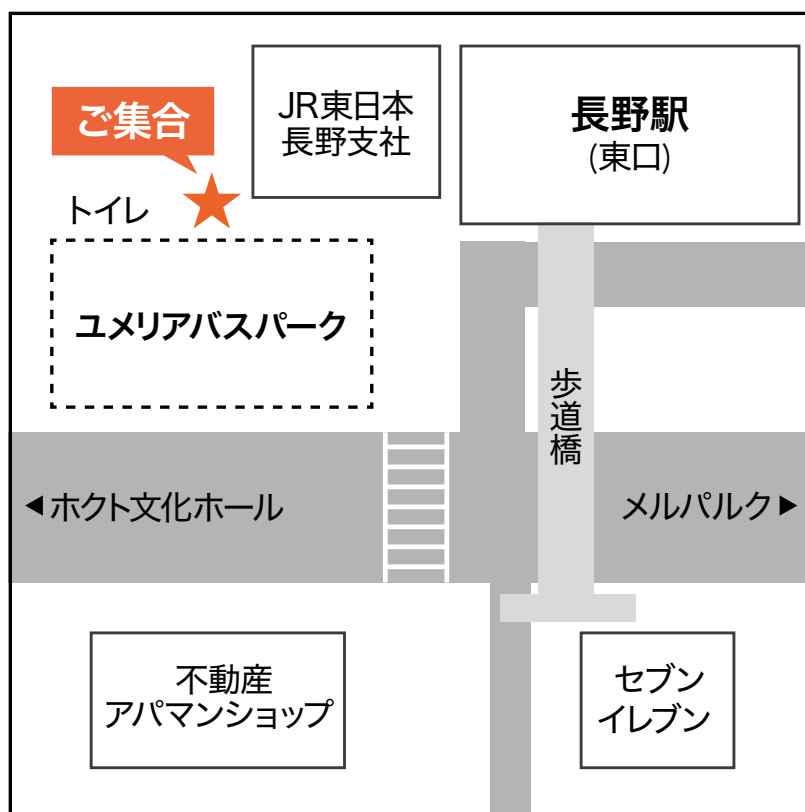 ご集合
JR東日本
長野支社
長野駅
(東口)
トイレ
ユメリアバスパーク
歩道橋
◀ホクト文化ホール
メルパルク▶
不動産
アパマンショップ
セブン
イレブン